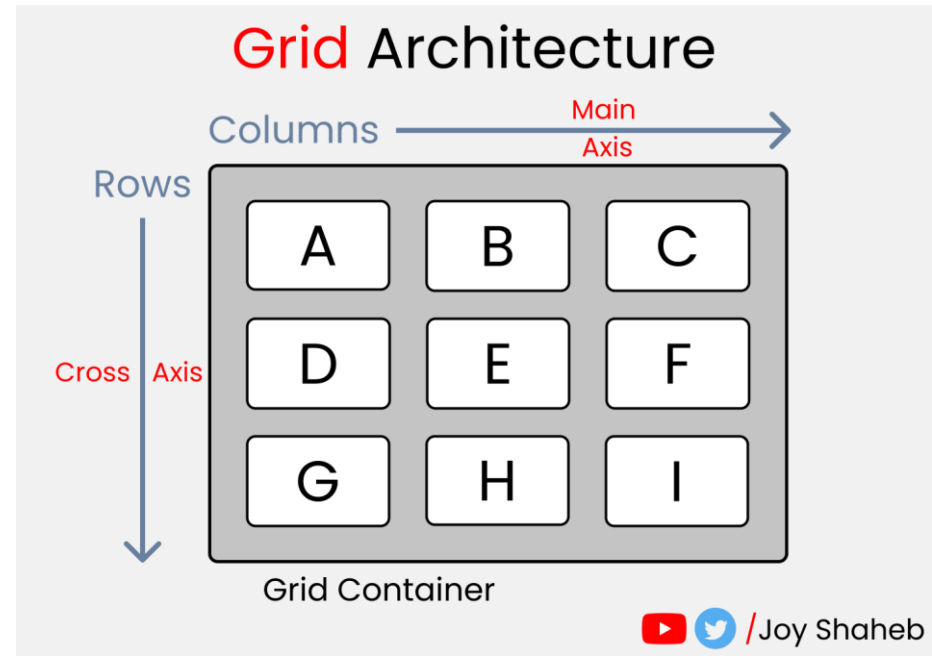 Grid Architecture
Main
Columns
Axis
Rows
A B C
Cross Axis
D E F
G H I
Grid Container
/Joy Shaheb